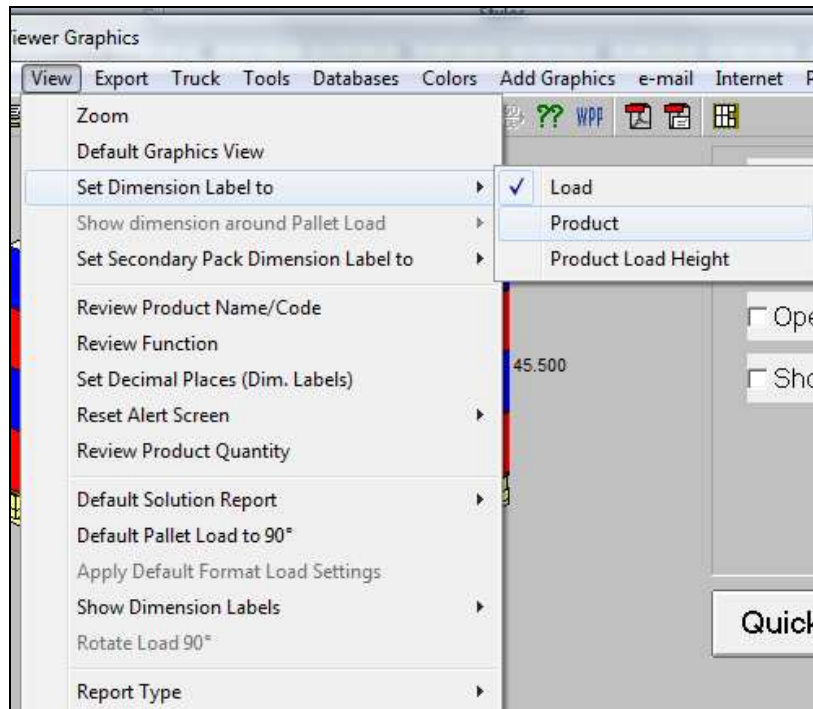 Styles
iewer Graphics
View Export Truck Tools Databases Colors Add Graphics e-mail Internet
?? WPF
Zoom
Default Graphics View
Set Dimension Label to
✓ Load
Show dimension around Pallet Load
Product
Set Secondary Pack Dimension Label to
Product Load Height
Review Product Name/Code
Ope
Review Function
45.500
Set Decimal Places (Dim. Labels)
Sho
Reset Alert Screen
Review Product Quantity
Default Solution Report
Default Pallet Load to 90°
Apply Default Format Load Settings
Show Dimension Labels
Quick
Rotate Load 90°
Report Type